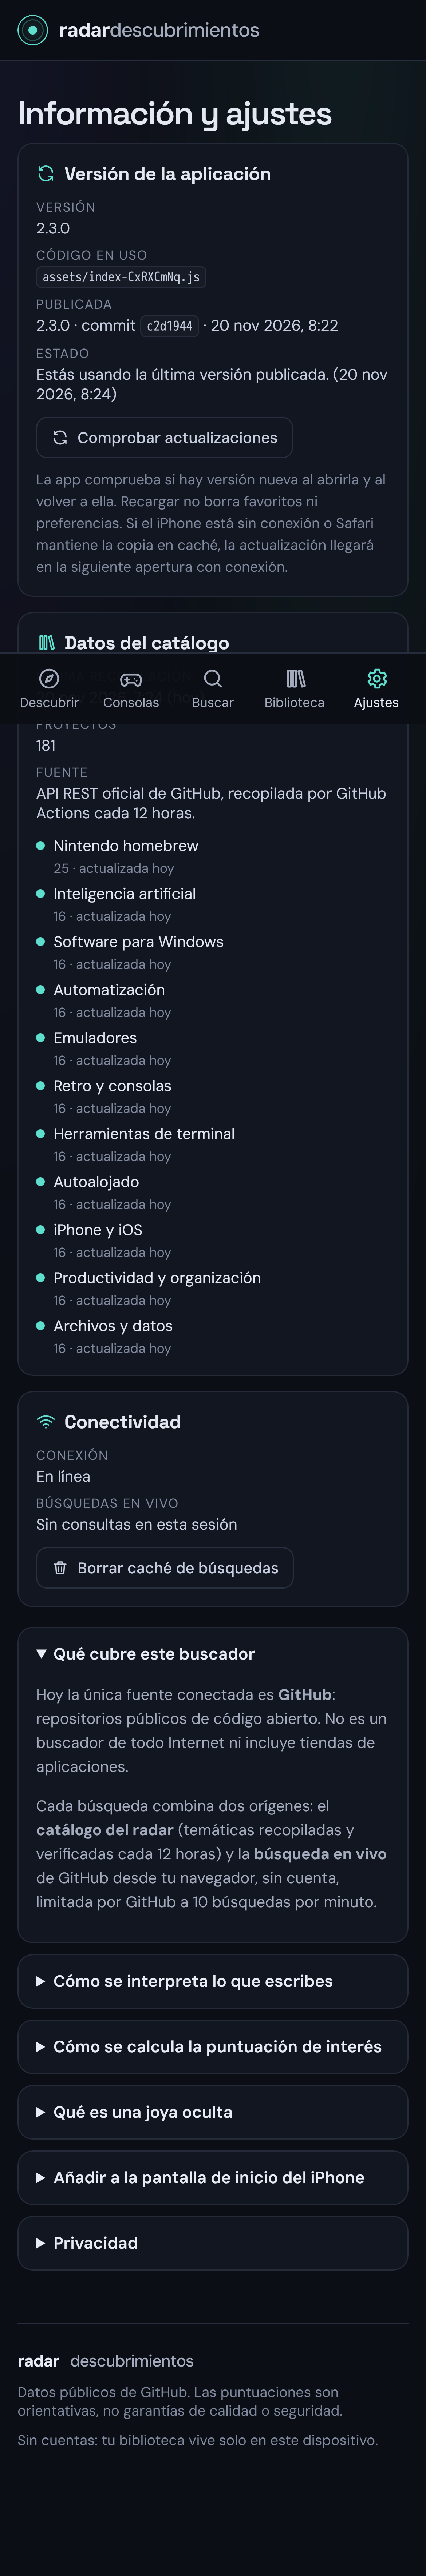 radardescubrimientos
Información y ajustes
Versión de la aplicación
VERSIÓN
2.3.0
CÓDIGO EN USO
assets/index-CxRXCmNq.js
PUBLICADA
2.3.0 · commit c2d1944 · 20 nov 2026, 8:22
ESTADO
Estás usando la última versión publicada. (20 nov
2026, 8:24)
Comprobar actualizaciones
La app comprueba si hay versión nueva al abrirla y al
volver a ella. Recargar no borra favoritos ni
preferencias. Si el iPhone está sin conexión o Safari
mantiene la copia en caché, la actualización llegará
en la siguiente apertura con conexión.
Datos del catálogo
Descubrir Consolas Buscar Biblioteca Ajustes
PROYECTOS
181
FUENTE
API REST oficial de GitHub, recopilada por GitHub
Actions cada 12 horas.
Nintendo homebrew
25 · actualizada hoy
Inteligencia artificial
16 · actualizada hoy
Software para Windows
16 · actualizada hoy
Automatización
16 · actualizada hoy
Emuladores
16 · actualizada hoy
Retro y consolas
16 · actualizada hoy
Herramientas de terminal
16 · actualizada hoy
Autoalojado
16 · actualizada hoy
iPhone y iOS
16 · actualizada hoy
Productividad y organización
16 · actualizada hoy
Archivos y datos
16 · actualizada hoy
Conectividad
CONEXIÓN
En línea
BÚSQUEDAS EN VIVO
Sin consultas en esta sesión
Borrar caché de búsquedas
Qué cubre este buscador
Hoy la única fuente conectada es GitHub:
repositorios públicos de código abierto. No es un
buscador de todo Internet ni incluye tiendas de
aplicaciones.
Cada búsqueda combina dos orígenes: el
catálogo del radar (temáticas recopiladas y
verificadas cada 12 horas) y la búsqueda en vivo
de GitHub desde tu navegador, sin cuenta,
limitada por GitHub a 10 búsquedas por minuto.
Cómo se interpreta lo que escribes
Cómo se calcula la puntuación de interés
Qué es una joya oculta
Añadir a la pantalla de inicio del iPhone
Privacidad
radar descubrimientos
Datos públicos de GitHub. Las puntuaciones son
orientativas, no garantías de calidad o seguridad.
Sin cuentas: tu biblioteca vive solo en este dispositivo.